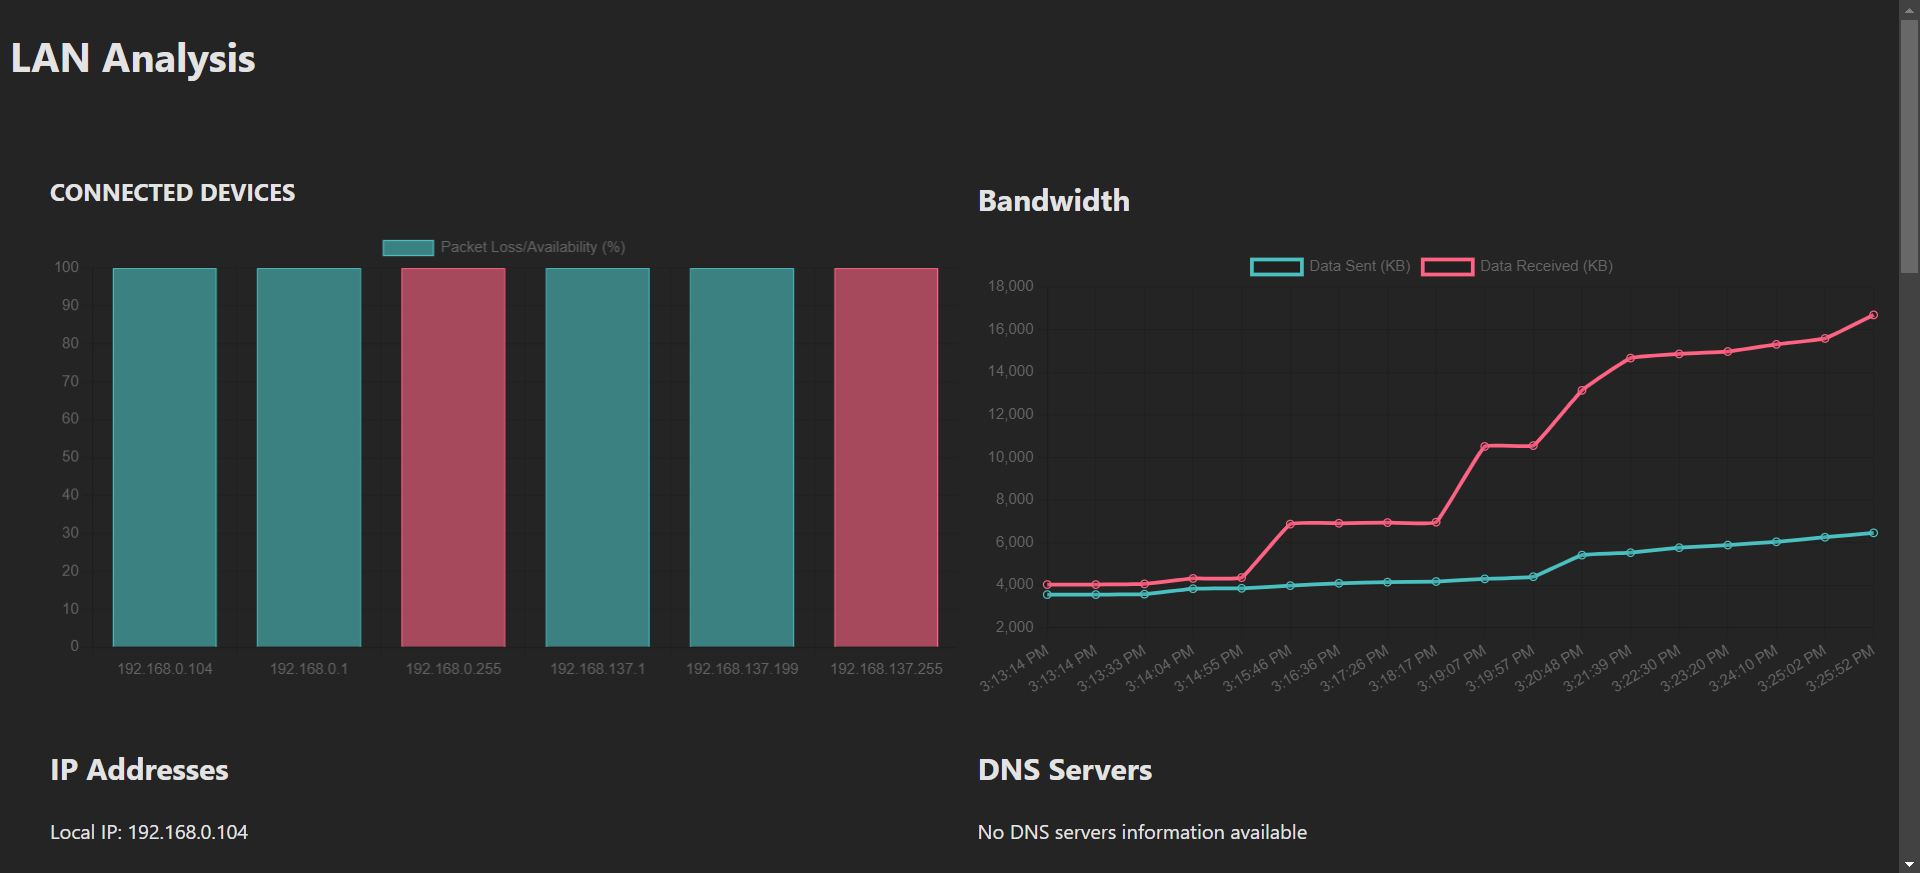 LAN Analysis
CONNECTED DEVICES
Packet Loss/Availability (%)
100
90
80
70
60
50
40
30
20
10
0
192.168.0.104
192.168.0.1
192.168.0.255
192.168.137.1
192.168.137.199
192.168.137.255
Bandwidth
Data Sent (KB)
Data Received (KB)
18,000
16,000
14,000
12,000
10,000
8,000
6,000
4,000
2,000
3:13:14 PM
3:13:14 PM
3:13:33 PM
3:14:04 PM
3:14:55 PM
3:15:46 PM
3:16:36 PM
3:17:26 PM
3:18:17 PM
3:19:07 PM
3:19:57 PM
3:20:48 PM
3:21:39 PM
3:22:30 PM
3:23:20 PM
3:24:10 PM
3:25:02 PM
3:25:52 PM
IP Addresses
Local IP: 192.168.0.104
DNS Servers
No DNS servers information available